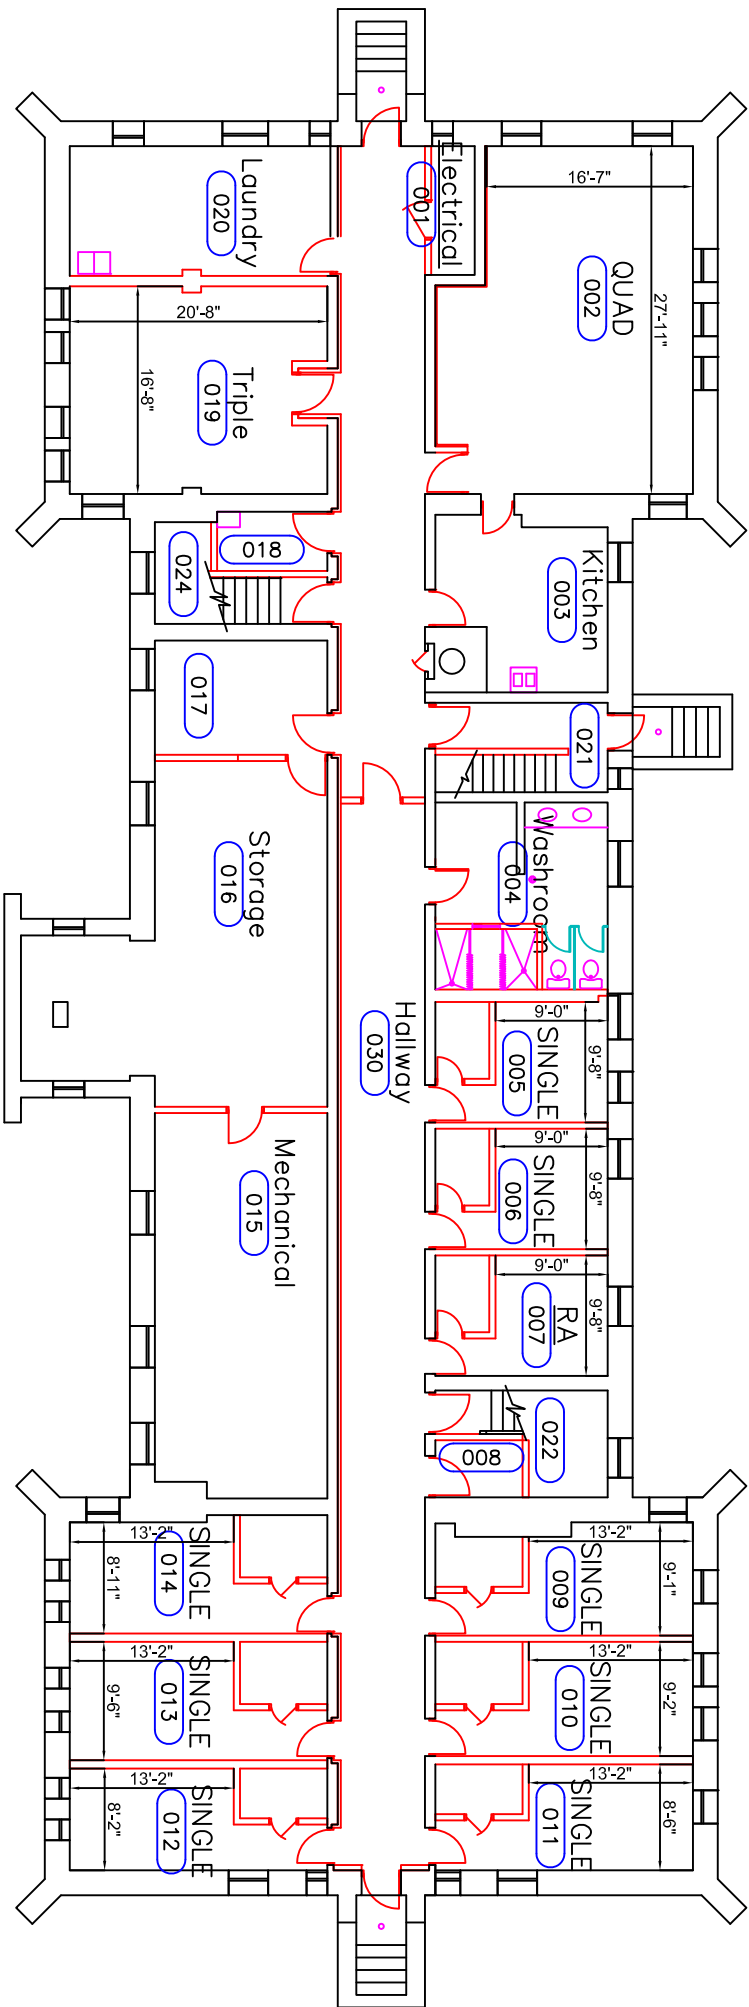 Electrical
001
QUAD
002
16'-7"
27'-11"
Laundry
020
20'-8"
16'-8"
Triple
019
018
024
Kitchen
003
017
021
Storage
016
Washroom
004
Hallway
030
SINGLE
005
9'-0"
9'-8"
SINGLE
006
9'-0"
9'-8"
RA
007
9'-0"
9'-8"
Mechanical
015
022
008
SINGLE
014
13'-2"
8'-11"
SINGLE
009
13'-2"
9'-1"
SINGLE
013
13'-2"
9'-6"
SINGLE
010
13'-2"
9'-2"
SINGLE
012
13'-2"
8'-2"
SINGLE
011
13'-2"
8'-6"